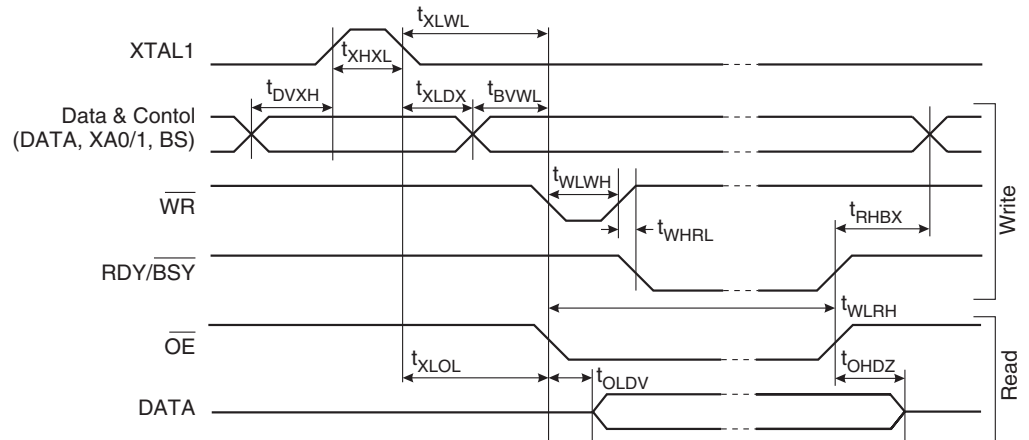 t_XLWL
XTAL1
t_XHXL
t_DVXH
t_XLDX
t_BVWL
Data & Contol
(DATA, XA0/1, BS)
t_WLWH
WR
t_RHBX
t_WHRL
Write
RDY/BSY
t_WLRH
OE
t_XLOL
t_OLDV
t_OHDZ
Read
DATA